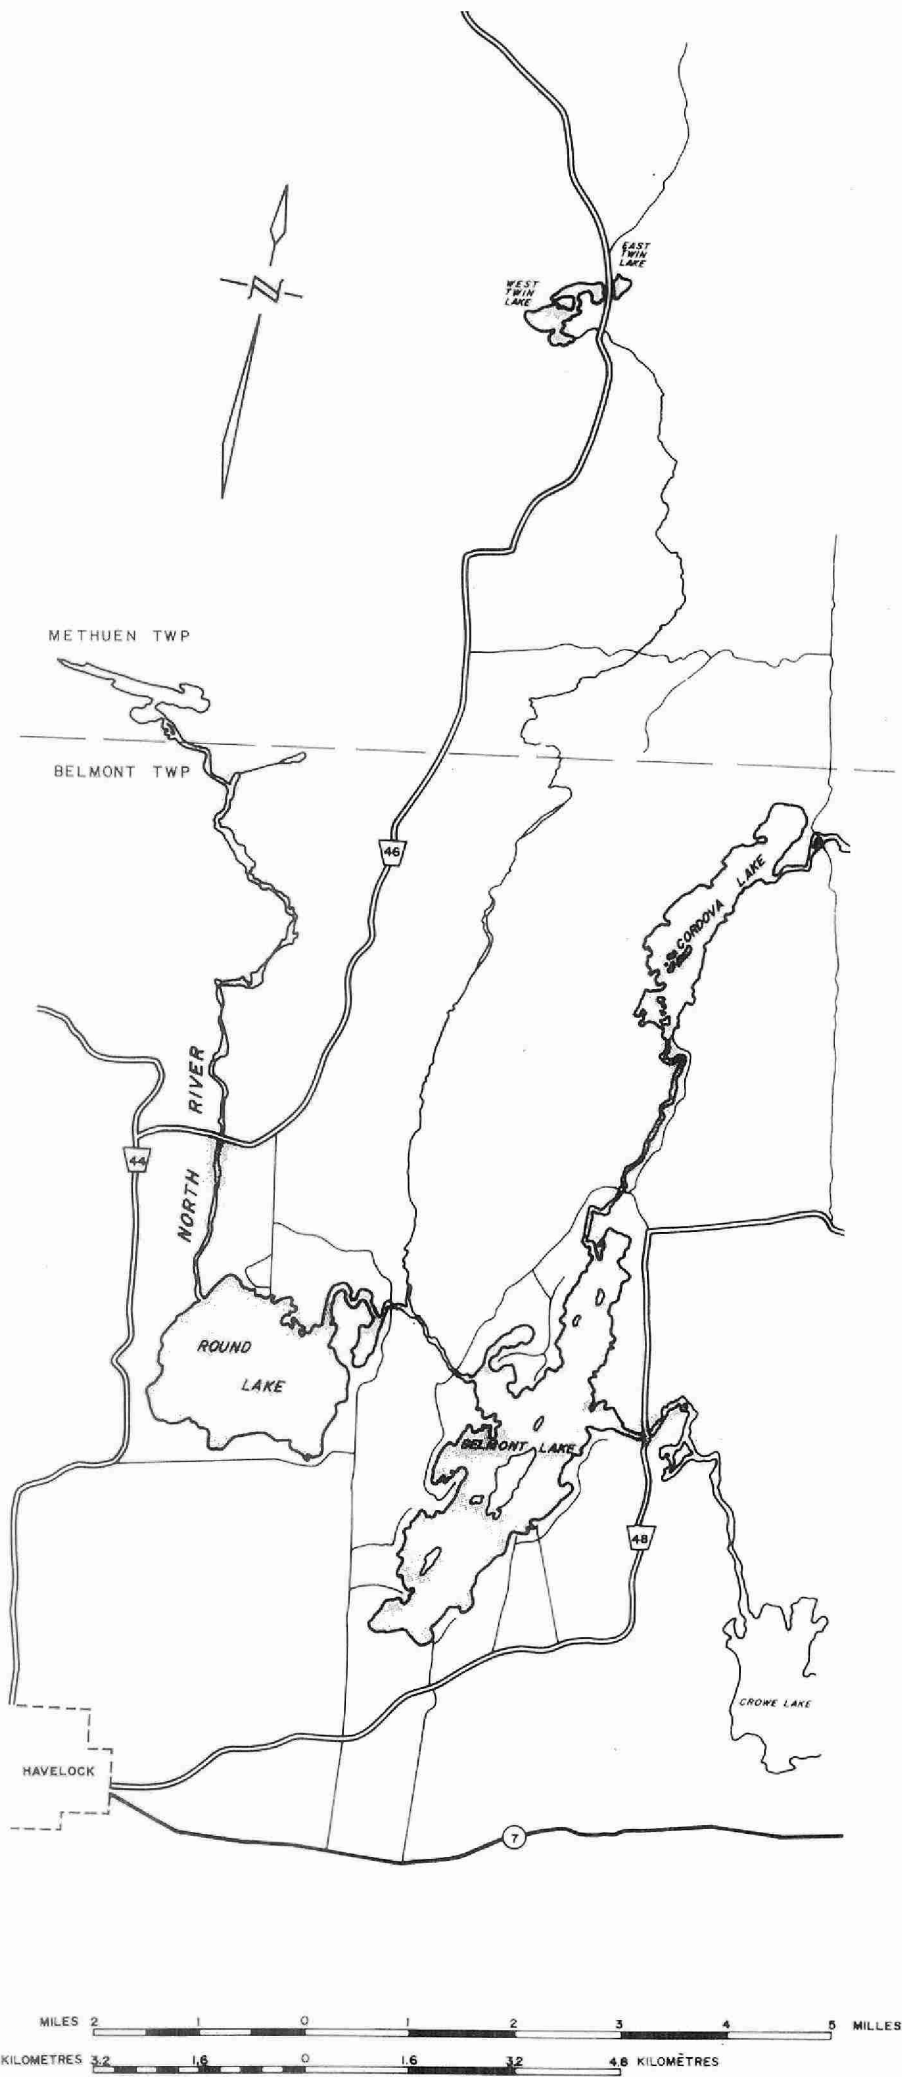 EAST
TWIN
LAKE
WEST
TWIN
LAKE
N
METHUEN TWP
BELMONT TWP
46
CORDOVA LAKE
NORTH RIVER
44
ROUND
LAKE
BELMONT LAKE
48
CROWE LAKE
HAVELOCK
7
MILES 2 1 0 1 2 3 4 5 MILLES
KILOMETRES 3.2 1.6 0 1.6 3.2 4.8 KILOMÈTRES